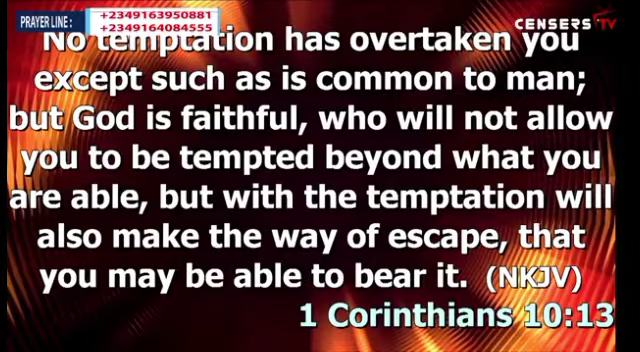 PRAYER LINE :
+2349163950881
+2349164084555
CENSERS TV
No temptation has overtaken you
except such as is common to man;
but God is faithful, who will not allow
you to be tempted beyond what you
are able, but with the temptation will
also make the way of escape, that
you may be able to bear it. (NKJV)
1 Corinthians 10:13